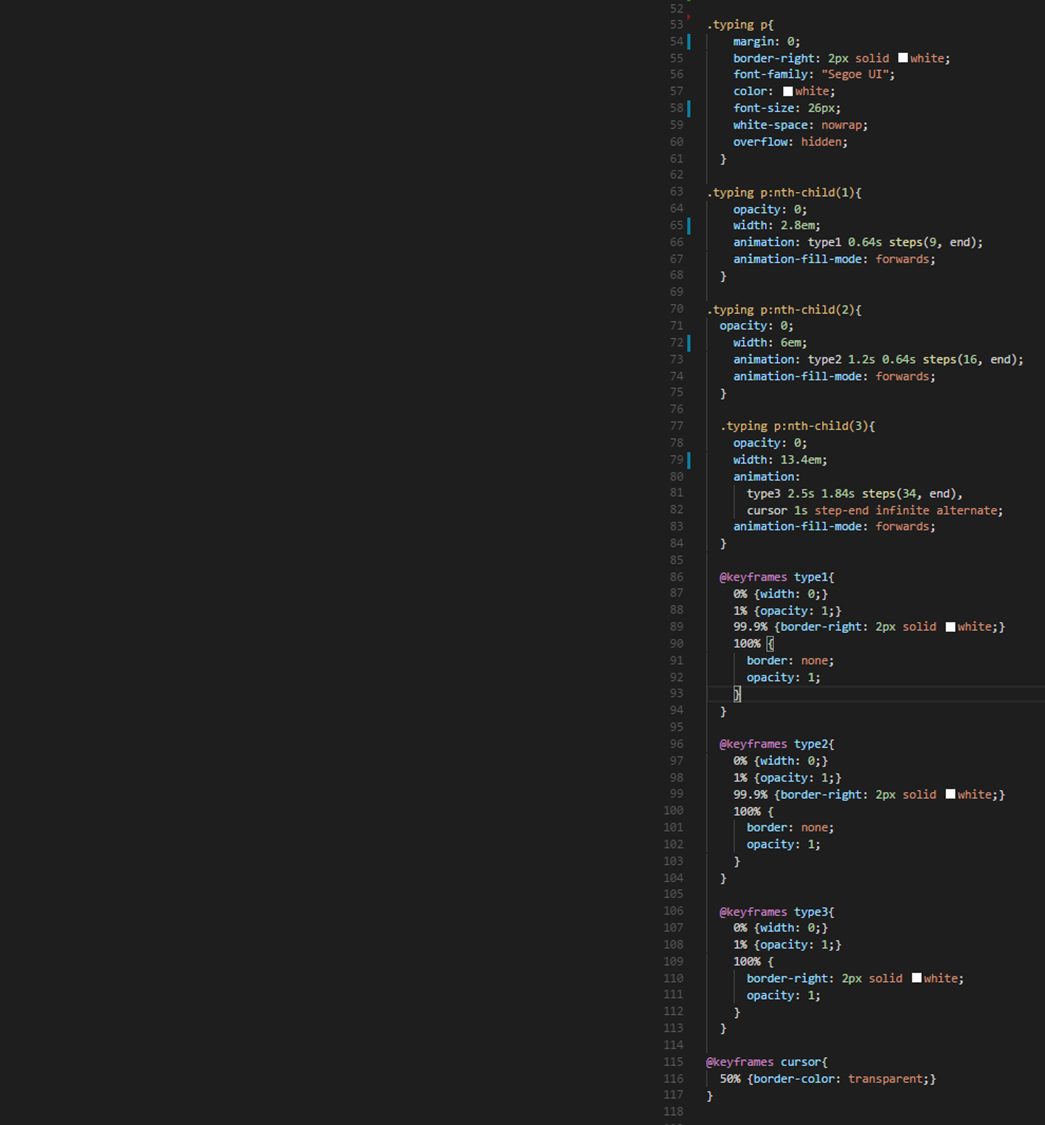 52
53 .typing p{
54 margin: 0;
55 border-right: 2px solid white;
56 font-family: "Segoe UI";
57 color: white;
58 font-size: 26px;
59 white-space: nowrap;
60 overflow: hidden;
61 }
62
63 .typing p:nth-child(1){
64 opacity: 0;
65 width: 2.8em;
66 animation: type1 0.64s steps(9, end);
67 animation-fill-mode: forwards;
68 }
69
70 .typing p:nth-child(2){
71 opacity: 0;
72 width: 6em;
73 animation: type2 1.2s 0.64s steps(16, end);
74 animation-fill-mode: forwards;
75 }
76
77 .typing p:nth-child(3){
78 opacity: 0;
79 width: 13.4em;
80 animation:
81 type3 2.5s 1.84s steps(34, end),
82 cursor 1s step-end infinite alternate;
83 animation-fill-mode: forwards;
84 }
85
86 @keyframes type1{
87 0% {width: 0;}
88 1% {opacity: 1;}
89 99.9% {border-right: 2px solid white;}
90 100% {
91 border: none;
92 opacity: 1;
93 }
94 }
95
96 @keyframes type2{
97 0% {width: 0;}
98 1% {opacity: 1;}
99 99.9% {border-right: 2px solid white;}
100 100% {
101 border: none;
102 opacity: 1;
103 }
104 }
105
106 @keyframes type3{
107 0% {width: 0;}
108 1% {opacity: 1;}
109 100% {
110 border-right: 2px solid white;
111 opacity: 1;
112 }
113 }
114
115 @keyframes cursor{
116 50% {border-color: transparent;}
117 }
118